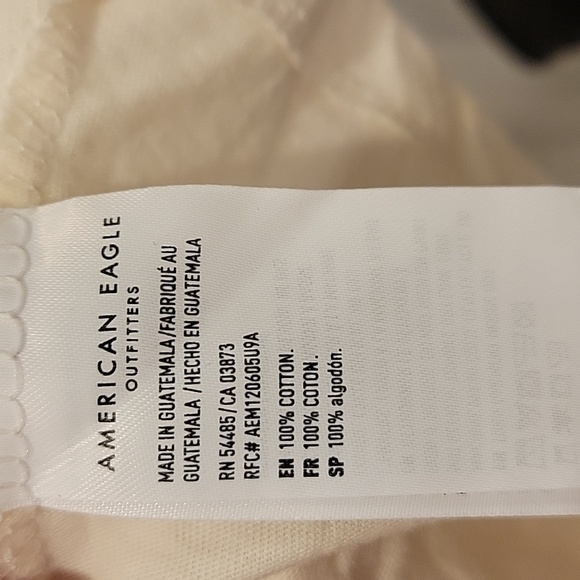 AMERICAN EAGLE
OUTFITTERS
MADE IN GUATEMALA/FABRIQUÉ AU
GUATEMALA /HECHO EN GUATEMALA
RN 54485/CA 03873
RFC# AEM120605U9A
EN 100% COTTON.
FR 100% COTON.
SP 100% algodón.